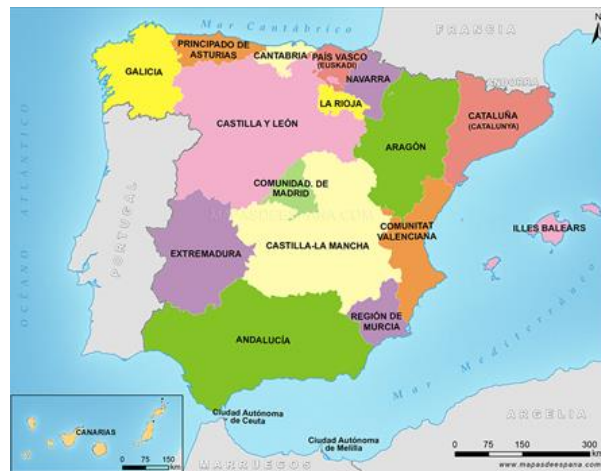 Mar Cantábrico
FRANCIA
N
PRINCIPADO DE
ASTURIAS
CANTABRIA
PAÍS VASCO
(EUSKADI)
GALICIA
NAVARRA
ANDORRA
LA RIOJA
CATALUÑA
(CATALUNYA)
CASTILLA Y LEÓN
ARAGÓN
OCÉANO ATLÁNTICO
COMUNIDAD. DE
MADRID
PORTUGAL
COMUNITAT
VALENCIANA
ILLES BALEARS
EXTREMADURA
CASTILLA-LA MANCHA
REGIÓN DE
MURCIA
ANDALUCÍA
Mar Mediterráneo
CANARIAS
0 75 150
km
Ciudad Autónoma
de Ceuta
Ciudad Autónoma
de Melilla
MARRUECOS
ARGELIA
0 75 150 300
km
www.mapasdeespana.com